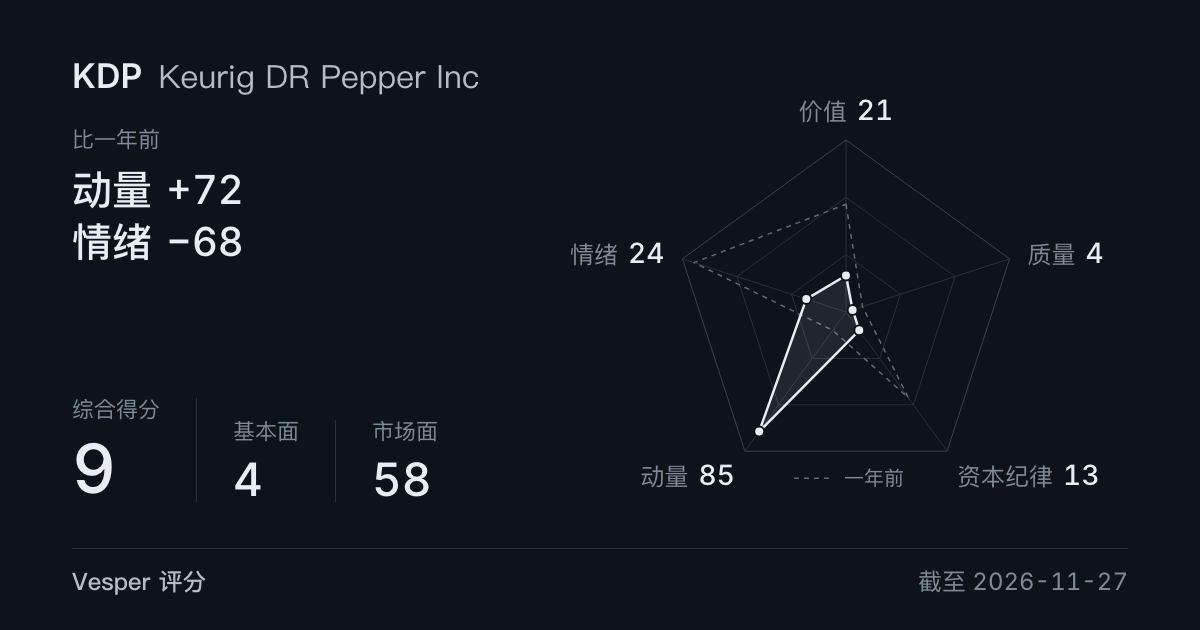 KDP Keurig DR Pepper Inc
比一年前
动量 +72
情绪 −68
综合得分
9
基本面
4
市场面
58
价值 21
质量 4
资本纪律 13
动量 85
情绪 24
一年前
Vesper 评分
截至 2026-11-27